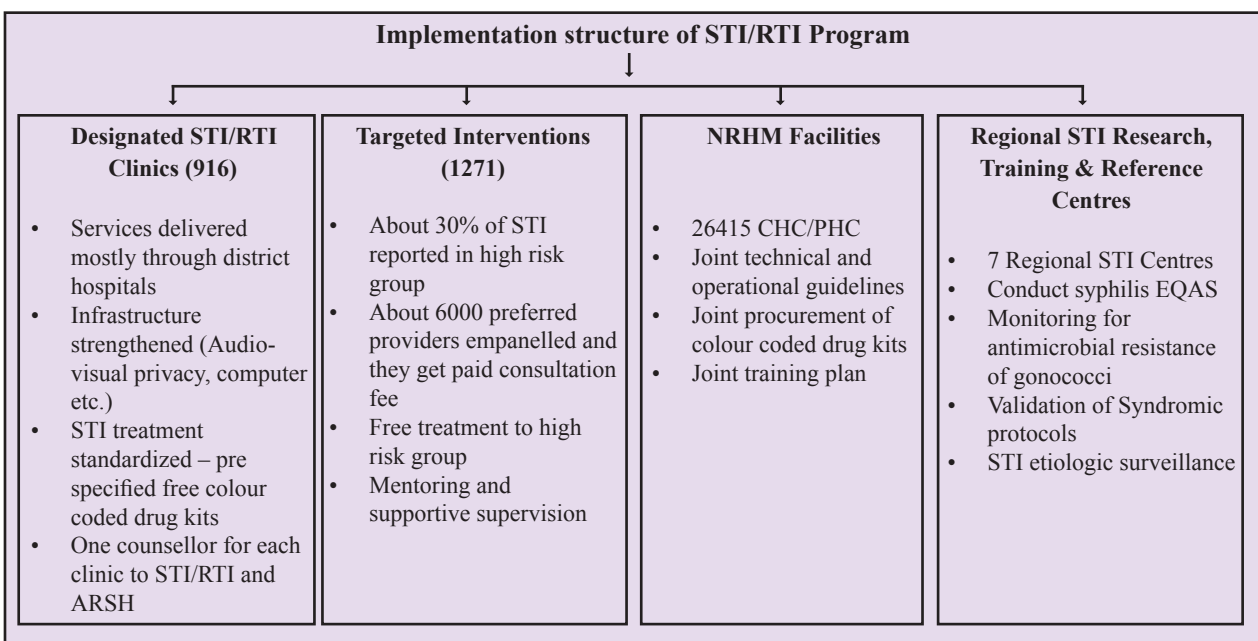 Implementation structure of STI/RTI Program
Designated STI/RTI
Clinics (916)
• Services delivered
mostly through district
hospitals
• Infrastructure
strengthened (Audio-
visual privacy, computer
etc.)
• STI treatment
standardized – pre
specified free colour
coded drug kits
• One counsellor for each
clinic to STI/RTI and
ARSH
Targeted Interventions
(1271)
• About 30% of STI
reported in high risk
group
• About 6000 preferred
providers empanelled and
they get paid consultation
fee
• Free treatment to high
risk group
• Mentoring and
supportive supervision
NRHM Facilities
• 26415 CHC/PHC
• Joint technical and
operational guidelines
• Joint procurement of
colour coded drug kits
• Joint training plan
Regional STI Research,
Training & Reference
Centres
• 7 Regional STI Centres
• Conduct syphilis EQAS
• Monitoring for
antimicrobial resistance
of gonococci
• Validation of Syndromic
protocols
• STI etiologic surveillance